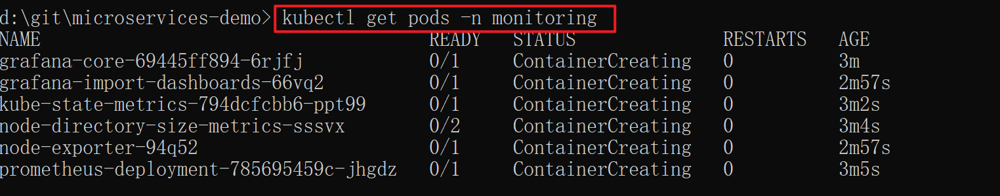 d:\git\microservices-demo> kubectl get pods -n monitoring
NAME READY STATUS RESTARTS AGE
grafana-core-69445ff894-6rjfj 0/1 ContainerCreating 0 3m
grafana-import-dashboards-66vq2 0/1 ContainerCreating 0 2m57s
kube-state-metrics-794dcfcbb6-ppt99 0/1 ContainerCreating 0 3m2s
node-directory-size-metrics-sssvx 0/2 ContainerCreating 0 3m4s
node-exporter-94q52 0/1 ContainerCreating 0 2m57s
prometheus-deployment-785695459c-jhgdz 0/1 ContainerCreating 0 3m5s